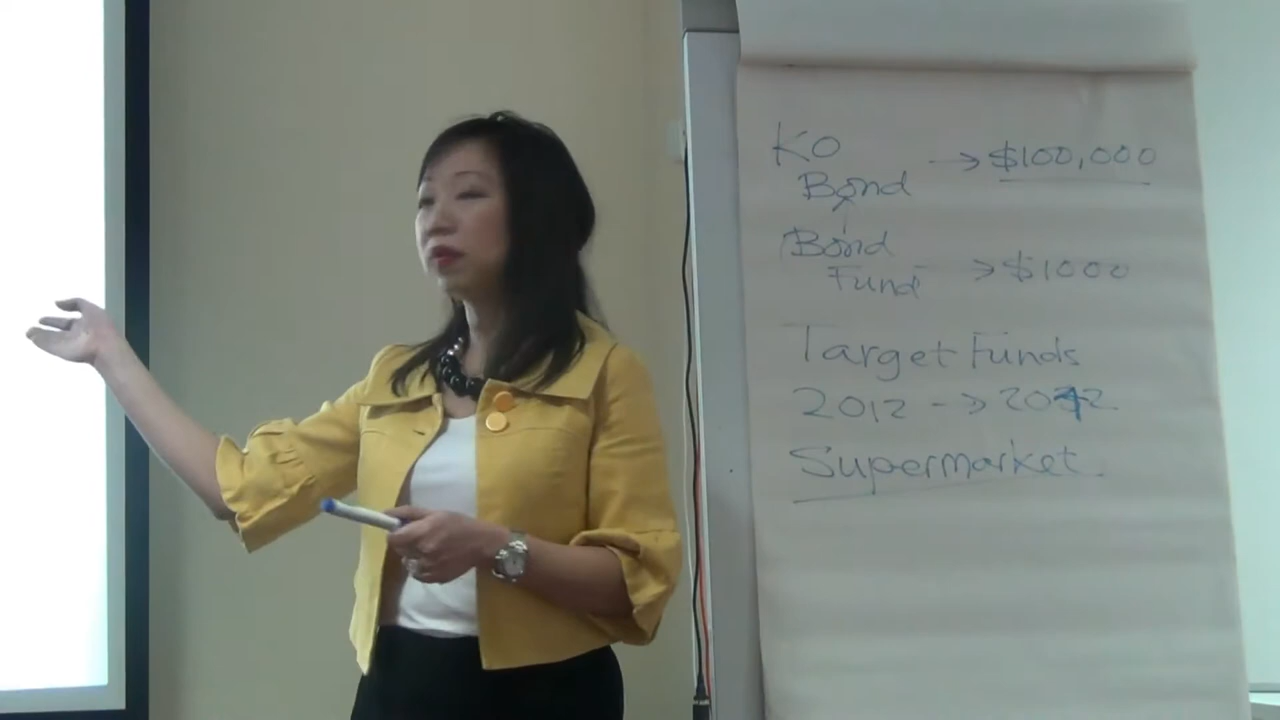 KO
Bond → $100,000
Bond
Fund → $1000
Target Funds
2012 -→ 2042
Supermarket